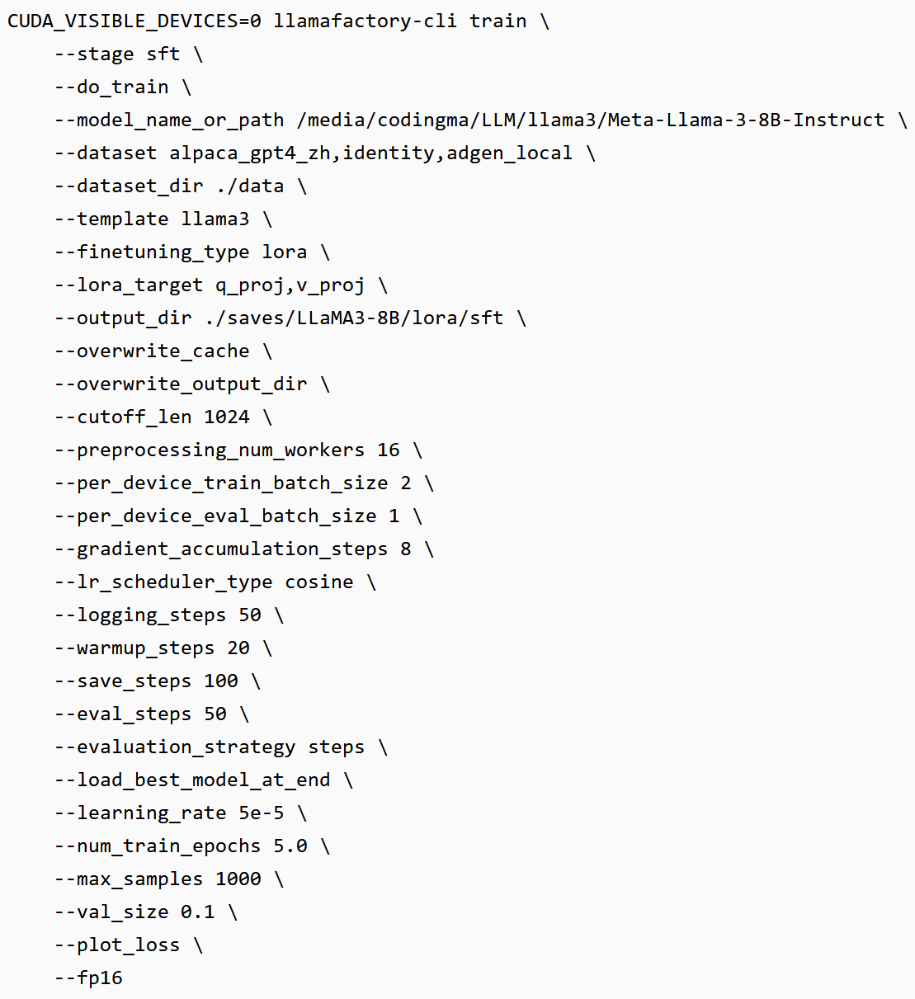 CUDA_VISIBLE_DEVICES=0 llamafactory-cli train \
    --stage sft \
    --do_train \
    --model_name_or_path /media/codingma/LLM/llama3/Meta-Llama-3-8B-Instruct \
    --dataset alpaca_gpt4_zh,identity,adgen_local \
    --dataset_dir ./data \
    --template llama3 \
    --finetuning_type lora \
    --lora_target q_proj,v_proj \
    --output_dir ./saves/LLaMA3-8B/lora/sft \
    --overwrite_cache \
    --overwrite_output_dir \
    --cutoff_len 1024 \
    --preprocessing_num_workers 16 \
    --per_device_train_batch_size 2 \
    --per_device_eval_batch_size 1 \
    --gradient_accumulation_steps 8 \
    --lr_scheduler_type cosine \
    --logging_steps 50 \
    --warmup_steps 20 \
    --save_steps 100 \
    --eval_steps 50 \
    --evaluation_strategy steps \
    --load_best_model_at_end \
    --learning_rate 5e-5 \
    --num_train_epochs 5.0 \
    --max_samples 1000 \
    --val_size 0.1 \
    --plot_loss \
    --fp16